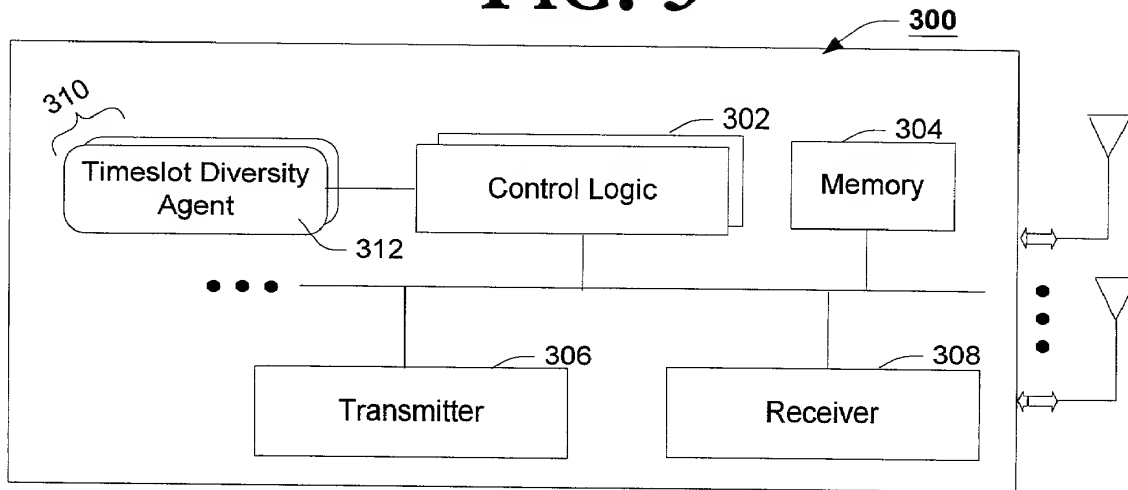 300
310
302
304
Timeslot Diversity
Agent
Control Logic
Memory
312
306
308
Transmitter
Receiver